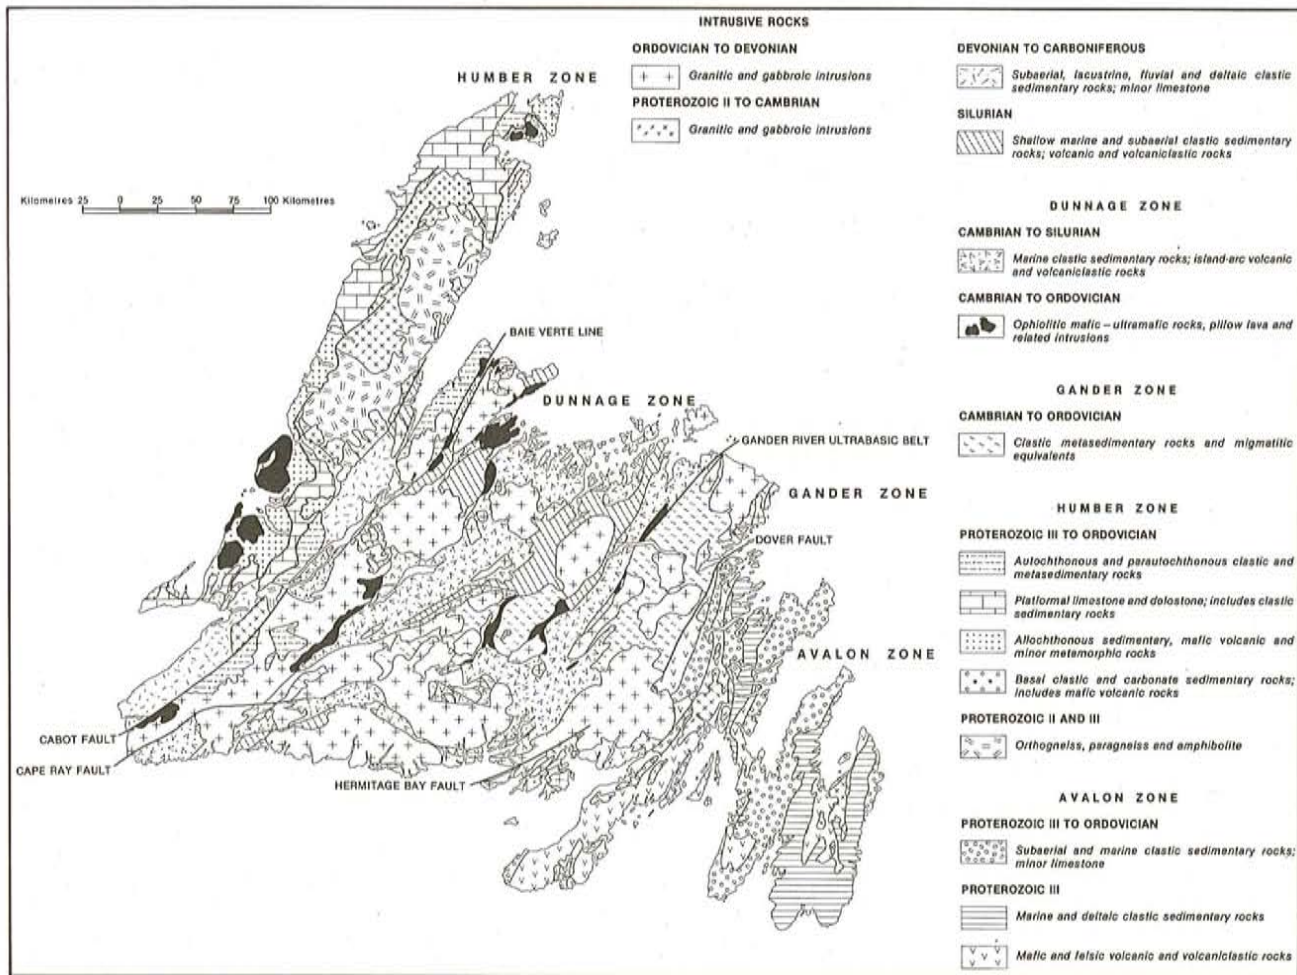 INTRUSIVE ROCKS
ORDOVICIAN TO DEVONIAN
Granitic and gabbroic intrusions
PROTEROZOIC II TO CAMBRIAN
Granitic and gabbroic intrusions
DEVONIAN TO CARBONIFEROUS
Subaerial, lacustrine, fluvial and deltaic clastic
sedimentary rocks; minor limestone
SILURIAN
Shallow marine and subaerial clastic sedimentary
rocks; volcanic and volcaniclastic rocks
DUNNAGE ZONE
CAMBRIAN TO SILURIAN
Marine clastic sedimentary rocks; island-arc volcanic
and volcaniclastic rocks
CAMBRIAN TO ORDOVICIAN
Ophiolitic mafic – ultramafic rocks, pillow lava and
related intrusions
GANDER ZONE
CAMBRIAN TO ORDOVICIAN
Clastic metasedimentary rocks and migmatitic
equivalents
HUMBER ZONE
PROTEROZOIC III TO ORDOVICIAN
Autochthonous and parautochthonous clastic and
metasedimentary rocks
Platformal limestone and dolostone; includes clastic
sedimentary rocks
Allochthonous sedimentary, mafic volcanic and
minor metamorphic rocks
Basal clastic and carbonate sedimentary rocks;
includes mafic volcanic rocks
PROTEROZOIC II AND III
Orthogneiss, paragneiss and amphibolite
AVALON ZONE
PROTEROZOIC III TO ORDOVICIAN
Subaerial and marine clastic sedimentary rocks;
minor limestone
PROTEROZOIC III
Marine and deltaic clastic sedimentary rocks
Mafic and felsic volcanic and volcaniclastic rocks
HUMBER ZONE
Kilometres 25 0 25 50 75 100 Kilometres
BAIE VERTE LINE
DUNNAGE ZONE
GANDER RIVER ULTRABASIC BELT
GANDER ZONE
DOVER FAULT
AVALON ZONE
CABOT FAULT
CAPE RAY FAULT
HERMITAGE BAY FAULT